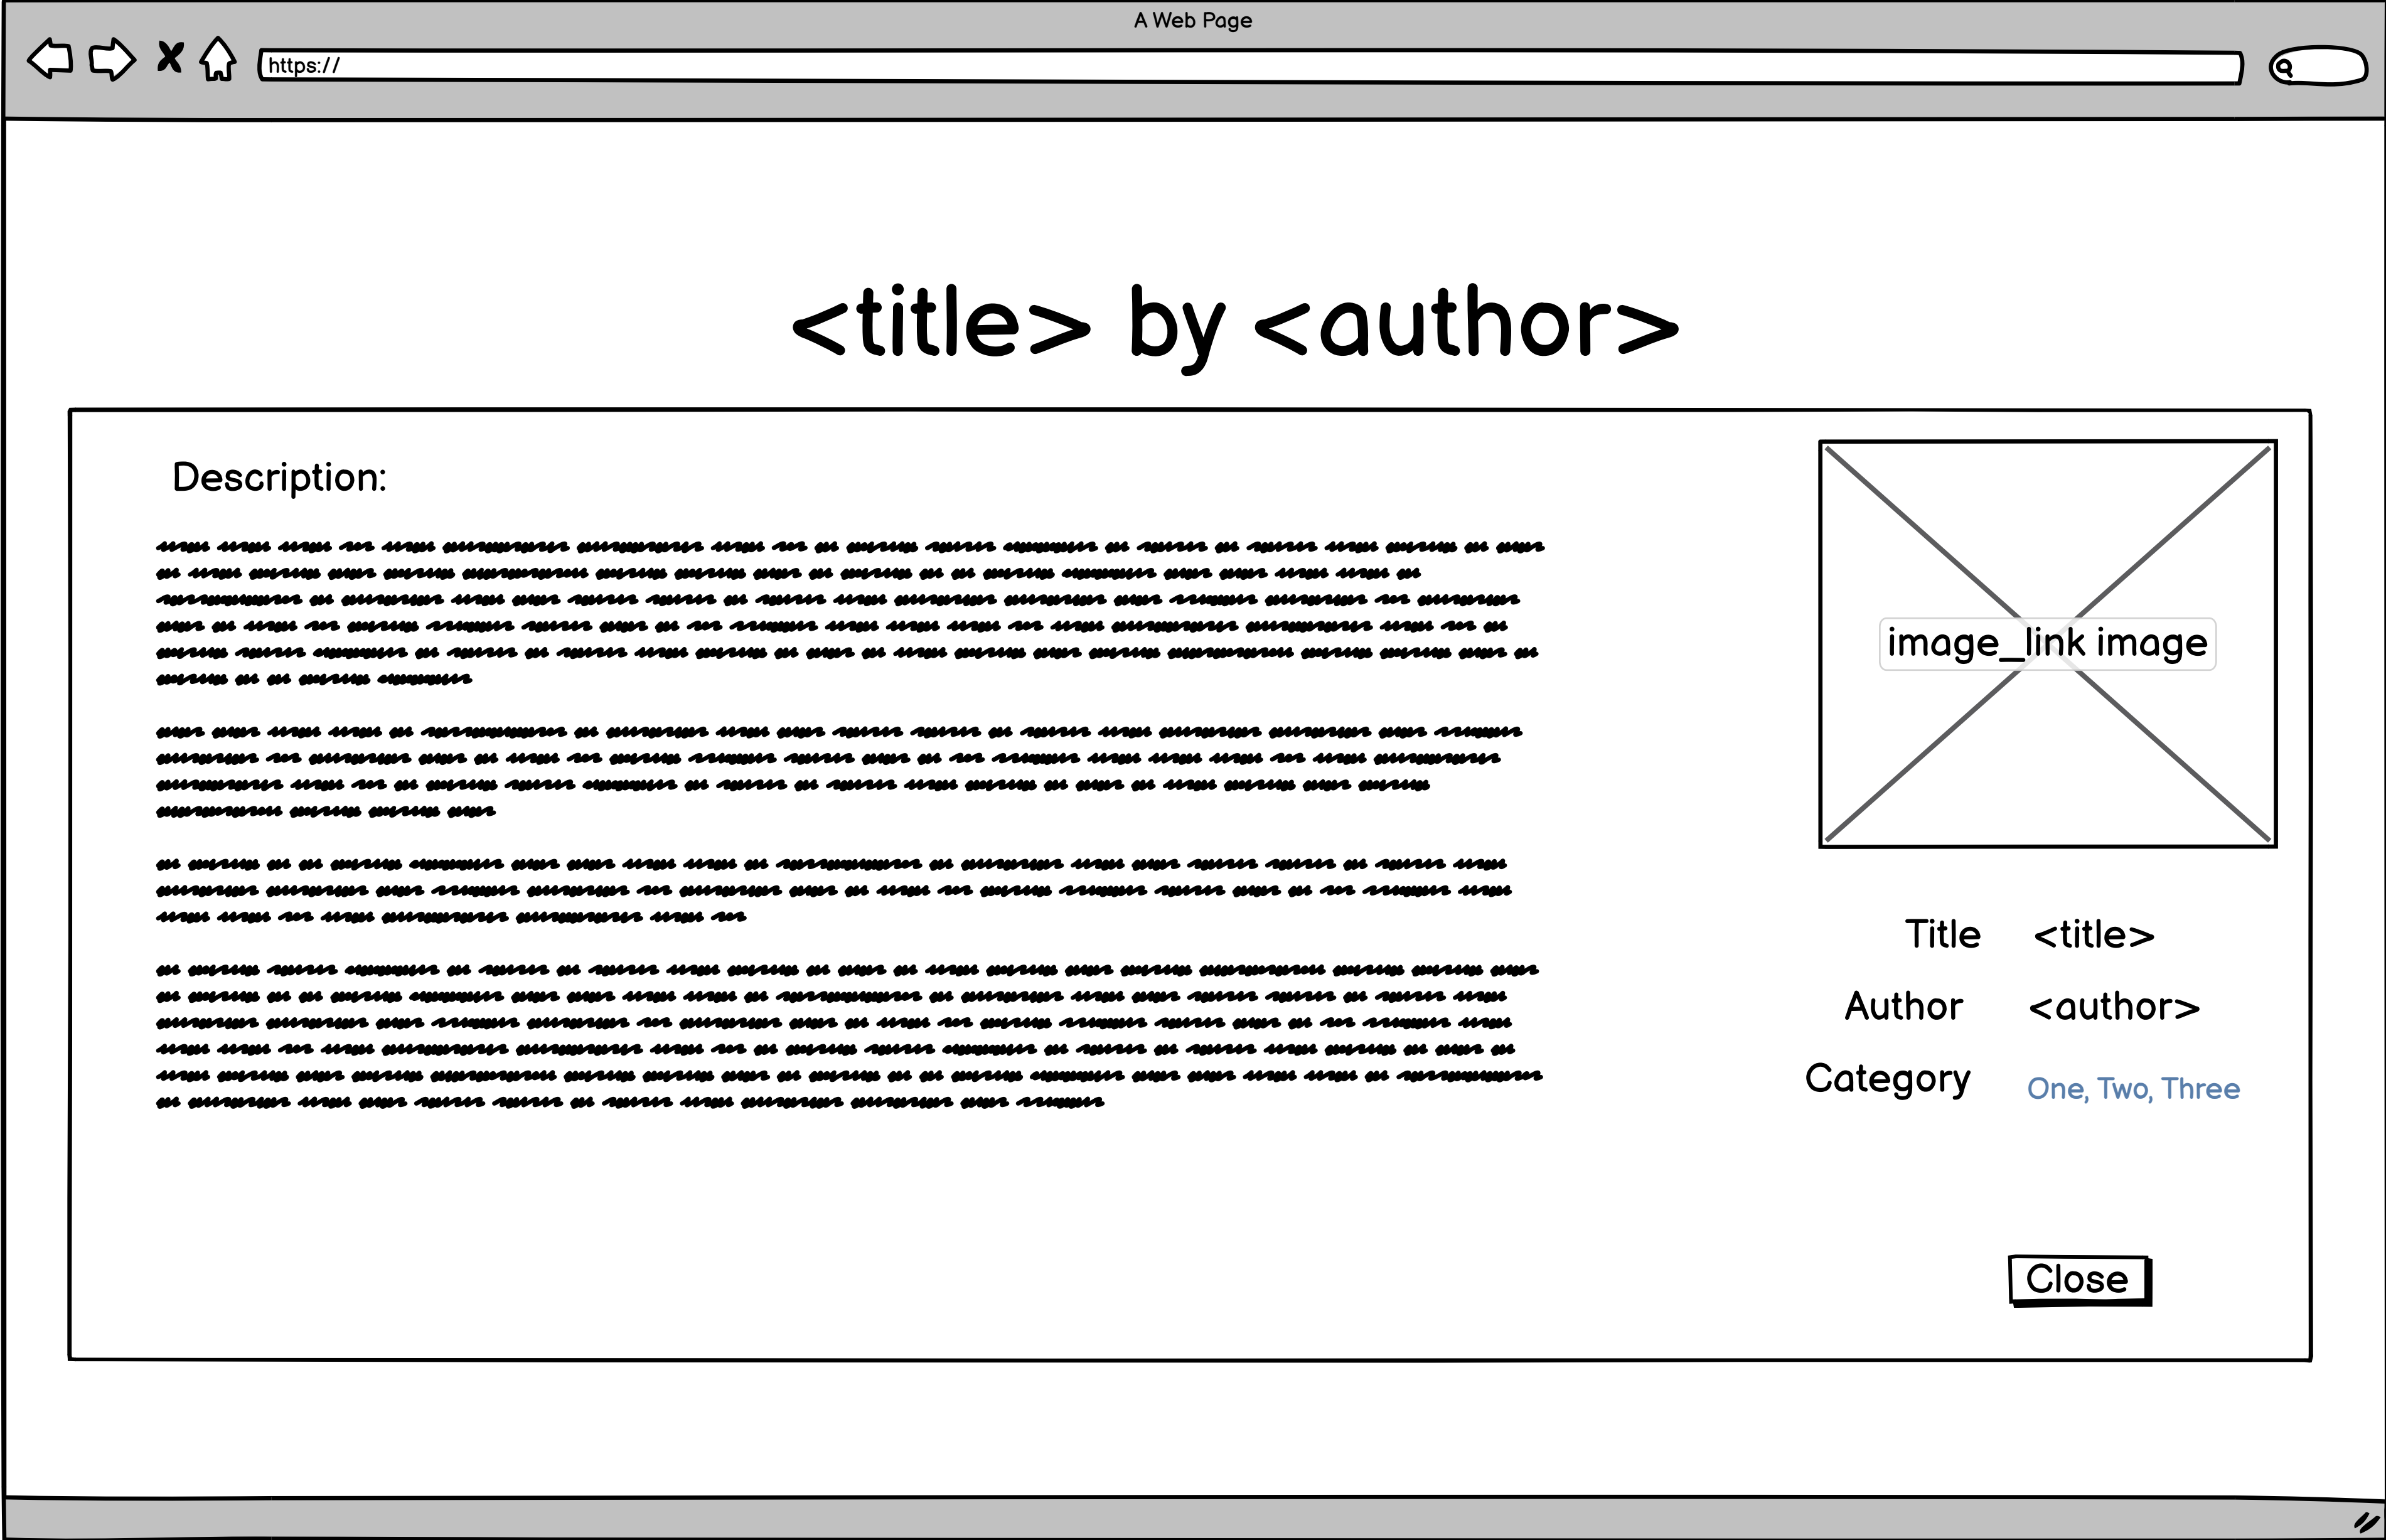 A Web Page
https://
<title> by <author>
Description:
image_link image
Title <title>
Author <author>
Category One, Two, Three
Close